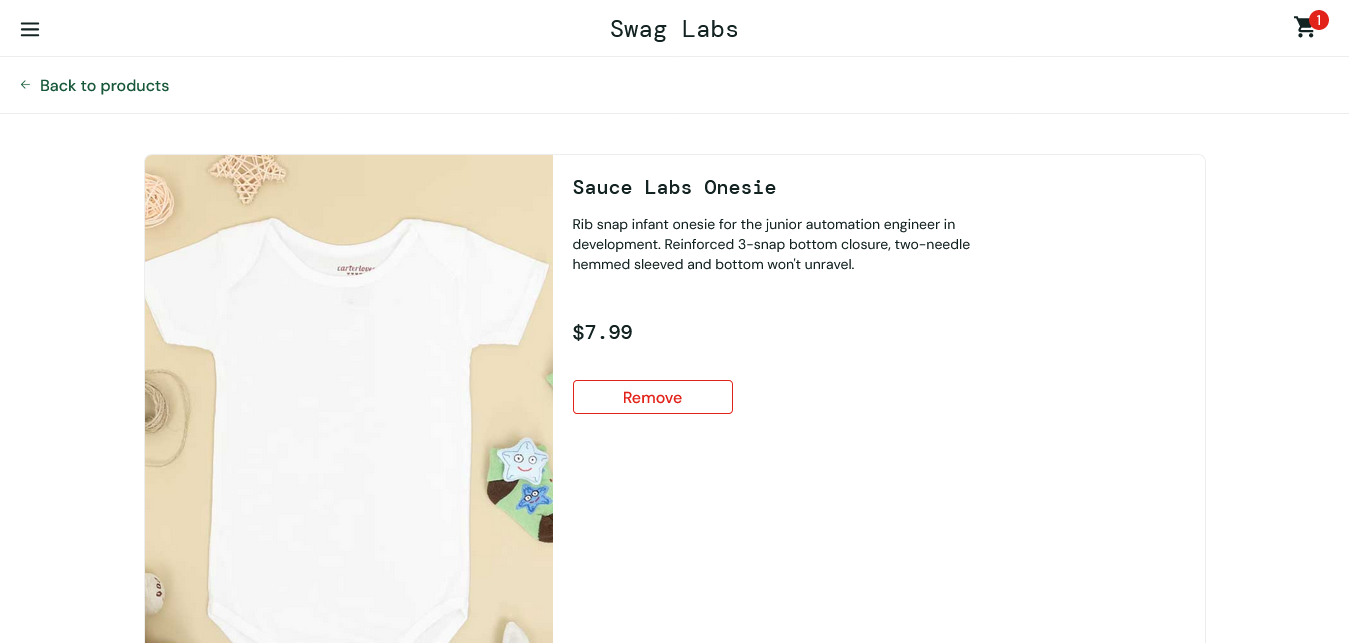 Swag Labs
1
Back to products
Sauce Labs Onesie
Rib snap infant onesie for the junior automation engineer in
development. Reinforced 3-snap bottom closure, two-needle
hemmed sleeved and bottom won't unravel.
$7.99
Remove